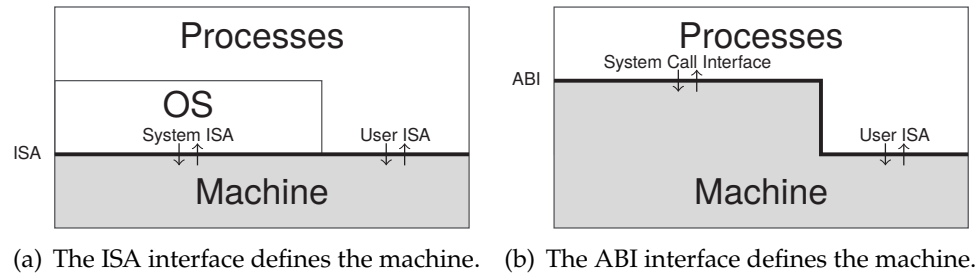 Processes
OS
System ISA
User ISA
ISA
Machine
(a) The ISA interface defines the machine.
Processes
System Call Interface
ABI
User ISA
Machine
(b) The ABI interface defines the machine.